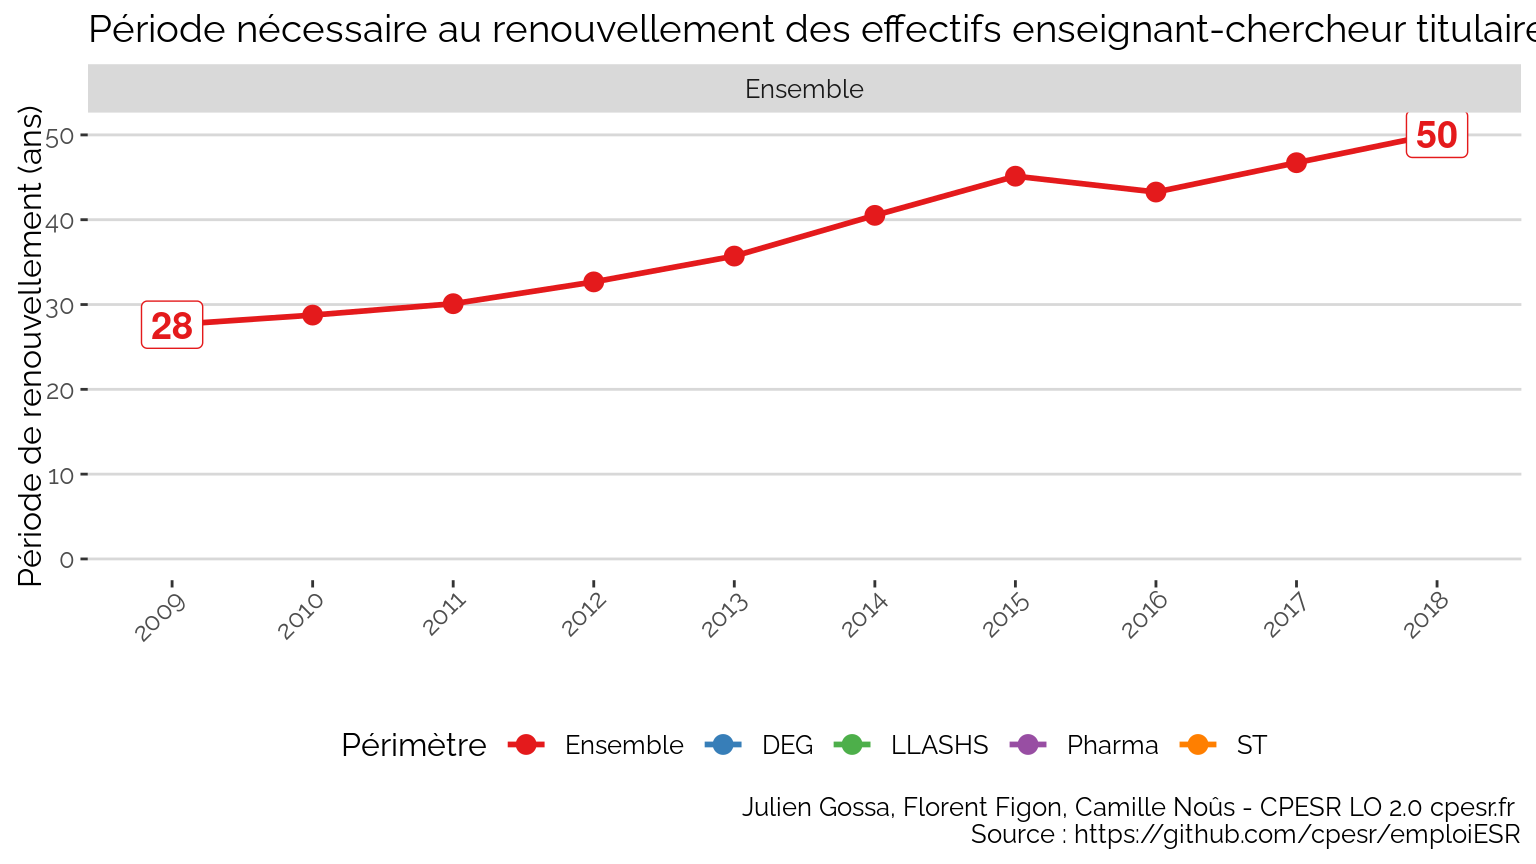 Période nécessaire au renouvellement des effectifs enseignant-chercheur titulaire
Ensemble
Période de renouvellement (ans)
50
40
30
20
10
0
28
50
2009
2010
2011
2012
2013
2014
2015
2016
2017
2018
Périmètre
Ensemble
DEG
LLASHS
Pharma
ST
Julien Gossa, Florent Figon, Camille Noûs - CPESR LO 2.0 cpesr.fr
Source : https://github.com/cpesr/emploiESR